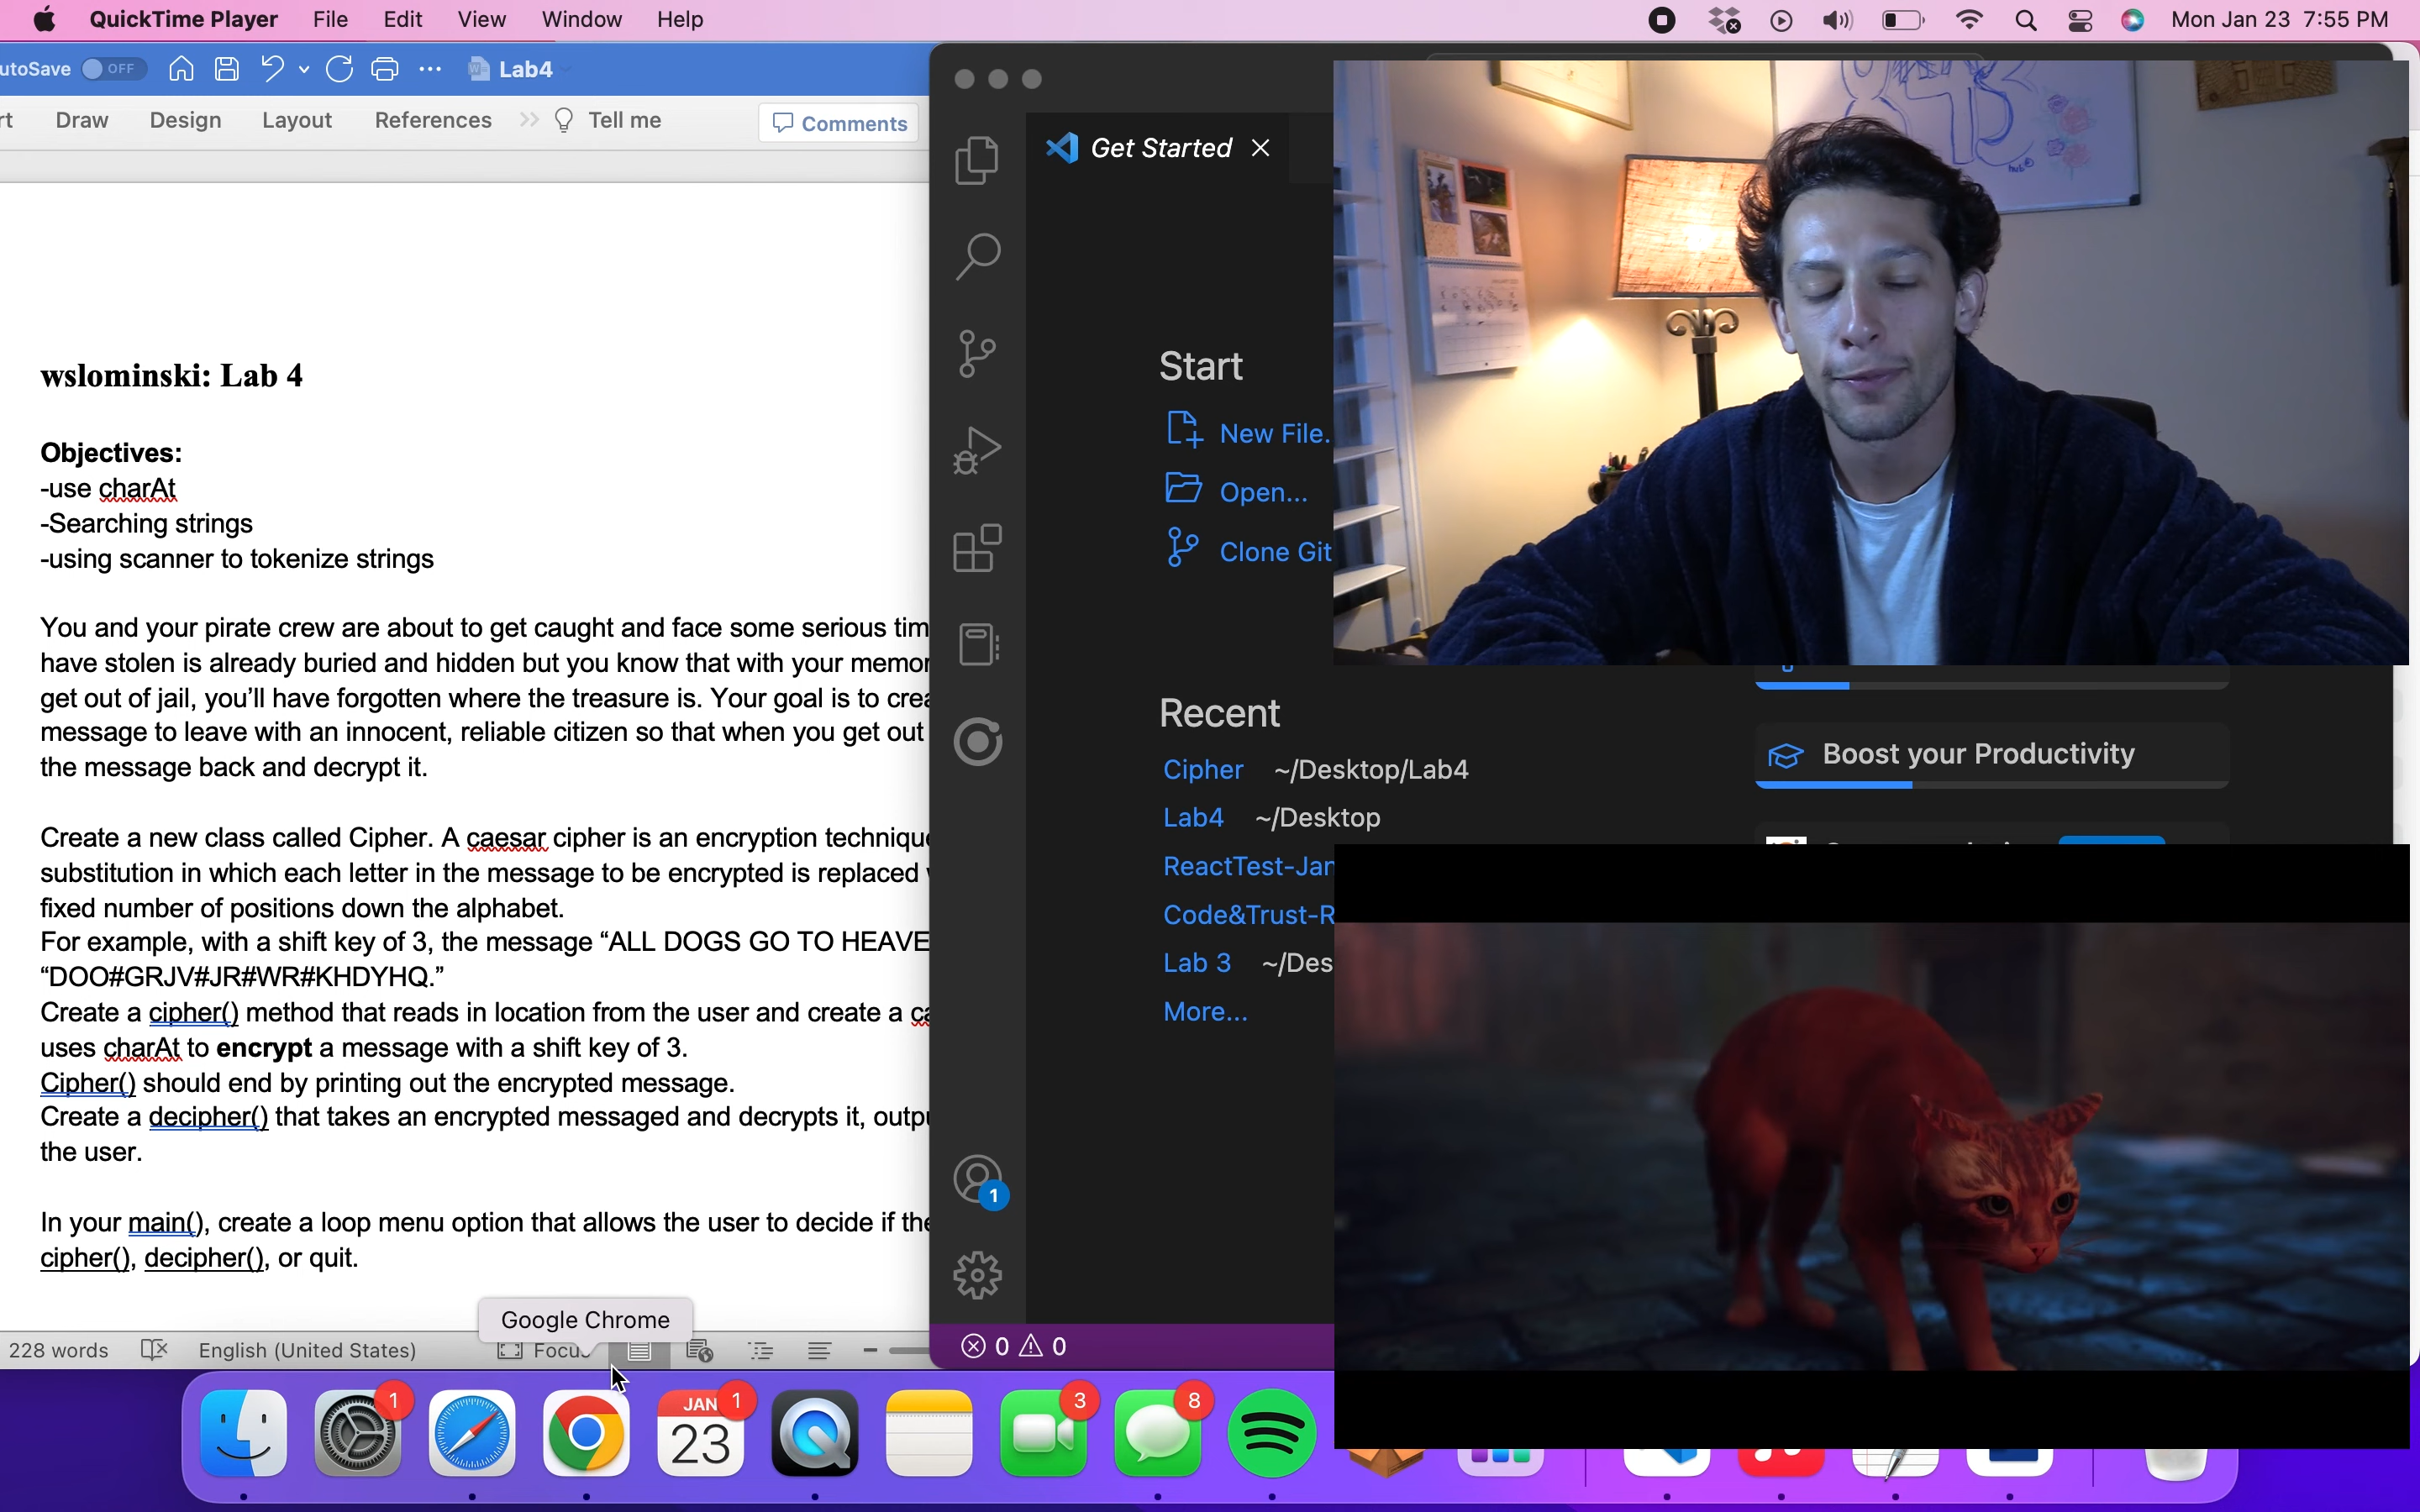 QuickTime Player File Edit View Window Help
Mon Jan 23 7:55 PM
utoSave OFF
Lab4
rt Draw Design Layout References Tell me
Comments
wslominski: Lab 4
Objectives:
-use charAt
-Searching strings
-using scanner to tokenize strings
You and your pirate crew are about to get caught and face some serious tim
have stolen is already buried and hidden but you know that with your memor
get out of jail, you’ll have forgotten where the treasure is. Your goal is to crea
message to leave with an innocent, reliable citizen so that when you get out
the message back and decrypt it.
Create a new class called Cipher. A caesar cipher is an encryption technique
substitution in which each letter in the message to be encrypted is replaced
fixed number of positions down the alphabet.
For example, with a shift key of 3, the message “ALL DOGS GO TO HEAVE
“DOO#GRJV#JR#WR#KHDYHQ.”
Create a cipher() method that reads in location from the user and create a ca
uses charAt to encrypt a message with a shift key of 3.
Cipher() should end by printing out the encrypted message.
Create a decipher() that takes an encrypted messaged and decrypts it, outpu
the user.
In your main(), create a loop menu option that allows the user to decide if the
cipher(), decipher(), or quit.
Google Chrome
228 words
English (United States)
Focus
Get Started
Start
New File.
Open...
Clone Git
Recent
Cipher ~/Desktop/Lab4
Lab4 ~/Desktop
ReactTest-Jan
Code&Trust-R
Lab 3 ~/Des
More...
Boost your Productivity
1
0 0
843
hub
1
JAN 1
23
3
8